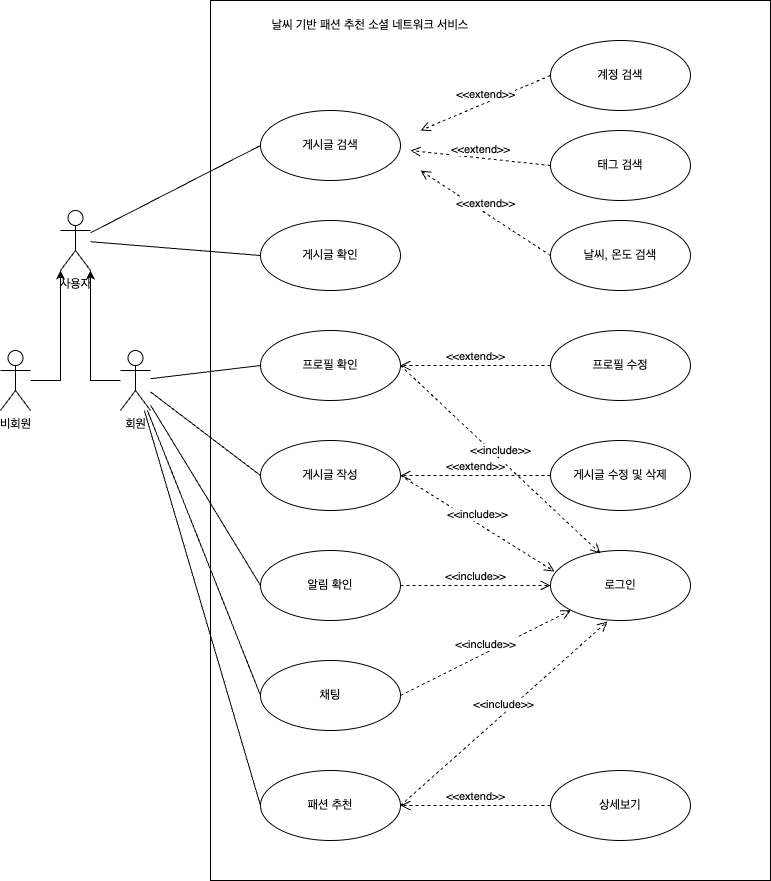 날씨 기반 패션 추천 소셜 네트워크 서비스
계정 검색
<<extend>>
게시글 검색
<<extend>>
태그 검색
<<extend>>
게시글 확인
날씨, 온도 검색
사용자
프로필 확인
<<extend>>
프로필 수정
비회원
회원
<<include>>
<<extend>>
게시글 작성
게시글 수정 및 삭제
<<include>>
알림 확인
<<include>>
로그인
<<include>>
채팅
<<include>>
<<extend>>
패션 추천
상세보기